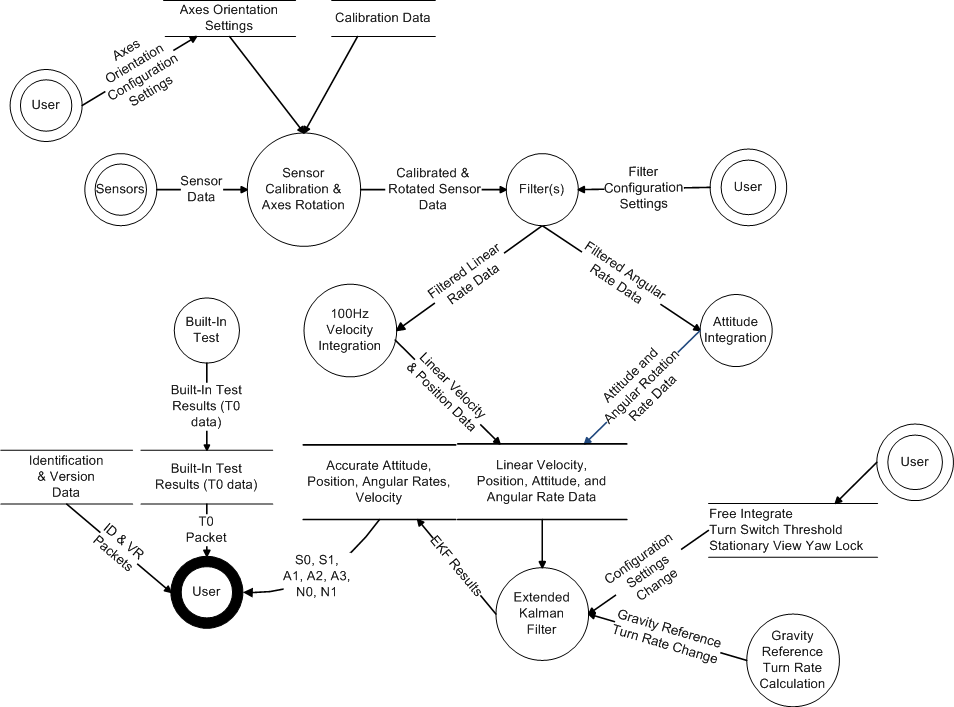 Axes Orientation
Settings
Calibration Data
Axes
Orientation
Configuration
Settings
User
Sensors
Sensor
Data
Sensor
Calibration &
Axes Rotation
Calibrated &
Rotated Sensor
Data
Filter(s)
Filter
Configuration
Settings
User
Filtered Linear
Rate Data
Filtered Angular
Rate Data
Built-In
Test
100Hz
Velocity
Integration
Attitude
Integration
Linear Velocity
& Position Data
Attitude and
Angular Rotation
Rate Data
Built-In Test
Results (T0
data)
Identification
& Version
Data
Built-In Test
Results (T0 data)
Accurate Attitude,
Position, Angular Rates,
Velocity
Linear Velocity,
Position, Attitude, and
Angular Rate Data
User
Free Integrate
Turn Switch Threshold
Stationary View Yaw Lock
ID & VR
Packets
T0
Packet
User
S0, S1,
A1, A2, A3,
N0, N1
EKF Results
Extended
Kalman
Filter
Configuration
Settings
Change
Gravity Reference
Turn Rate Change
Gravity
Reference
Turn Rate
Calculation